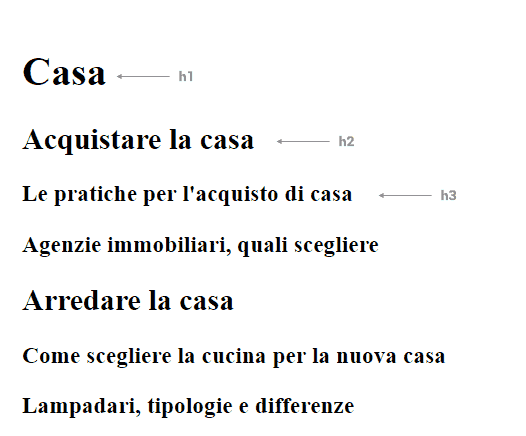 Casa h1
Acquistare la casa h2
Le pratiche per l'acquisto di casa h3
Agenzie immobiliari, quali scegliere
Arredare la casa
Come scegliere la cucina per la nuova casa
Lampadari, tipologie e differenze